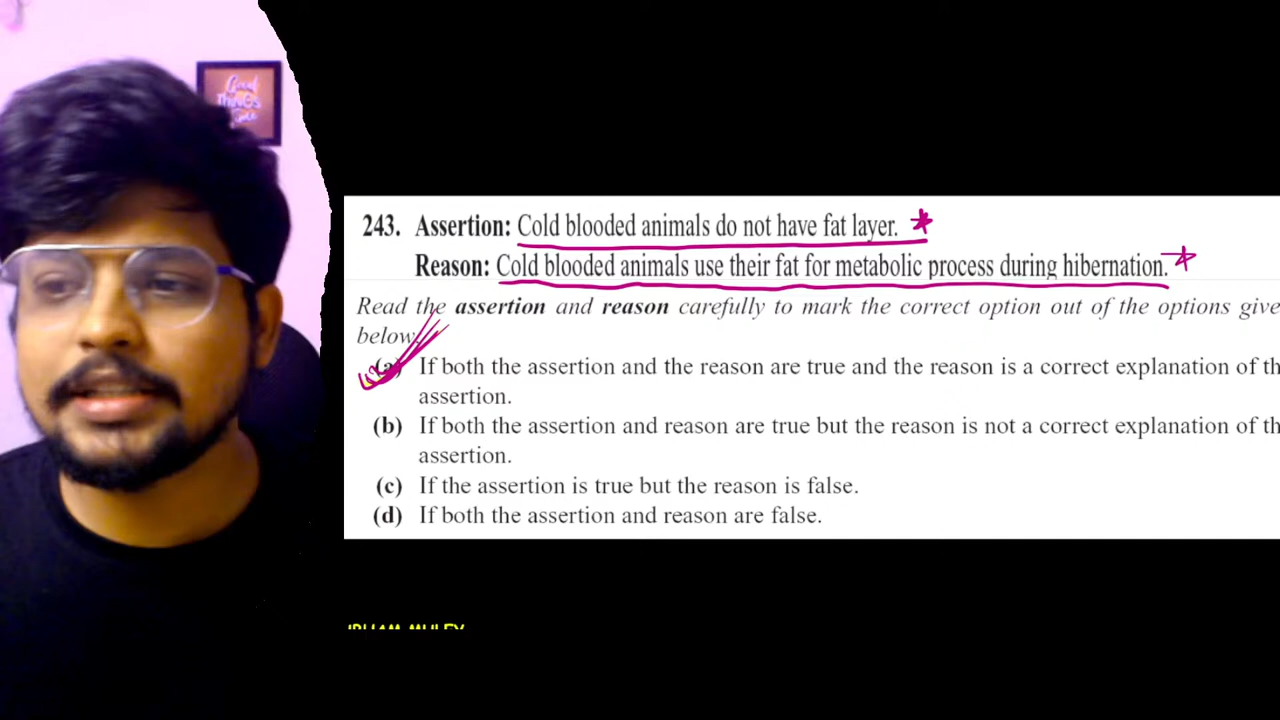 Good
THINGS
Time
243. Assertion: Cold blooded animals do not have fat layer.
Reason: Cold blooded animals use their fat for metabolic process during hibernation.
Read the assertion and reason carefully to mark the correct option out of the options give
below.
(a) If both the assertion and the reason are true and the reason is a correct explanation of th
assertion.
(b) If both the assertion and reason are true but the reason is not a correct explanation of th
assertion.
(c) If the assertion is true but the reason is false.
(d) If both the assertion and reason are false.